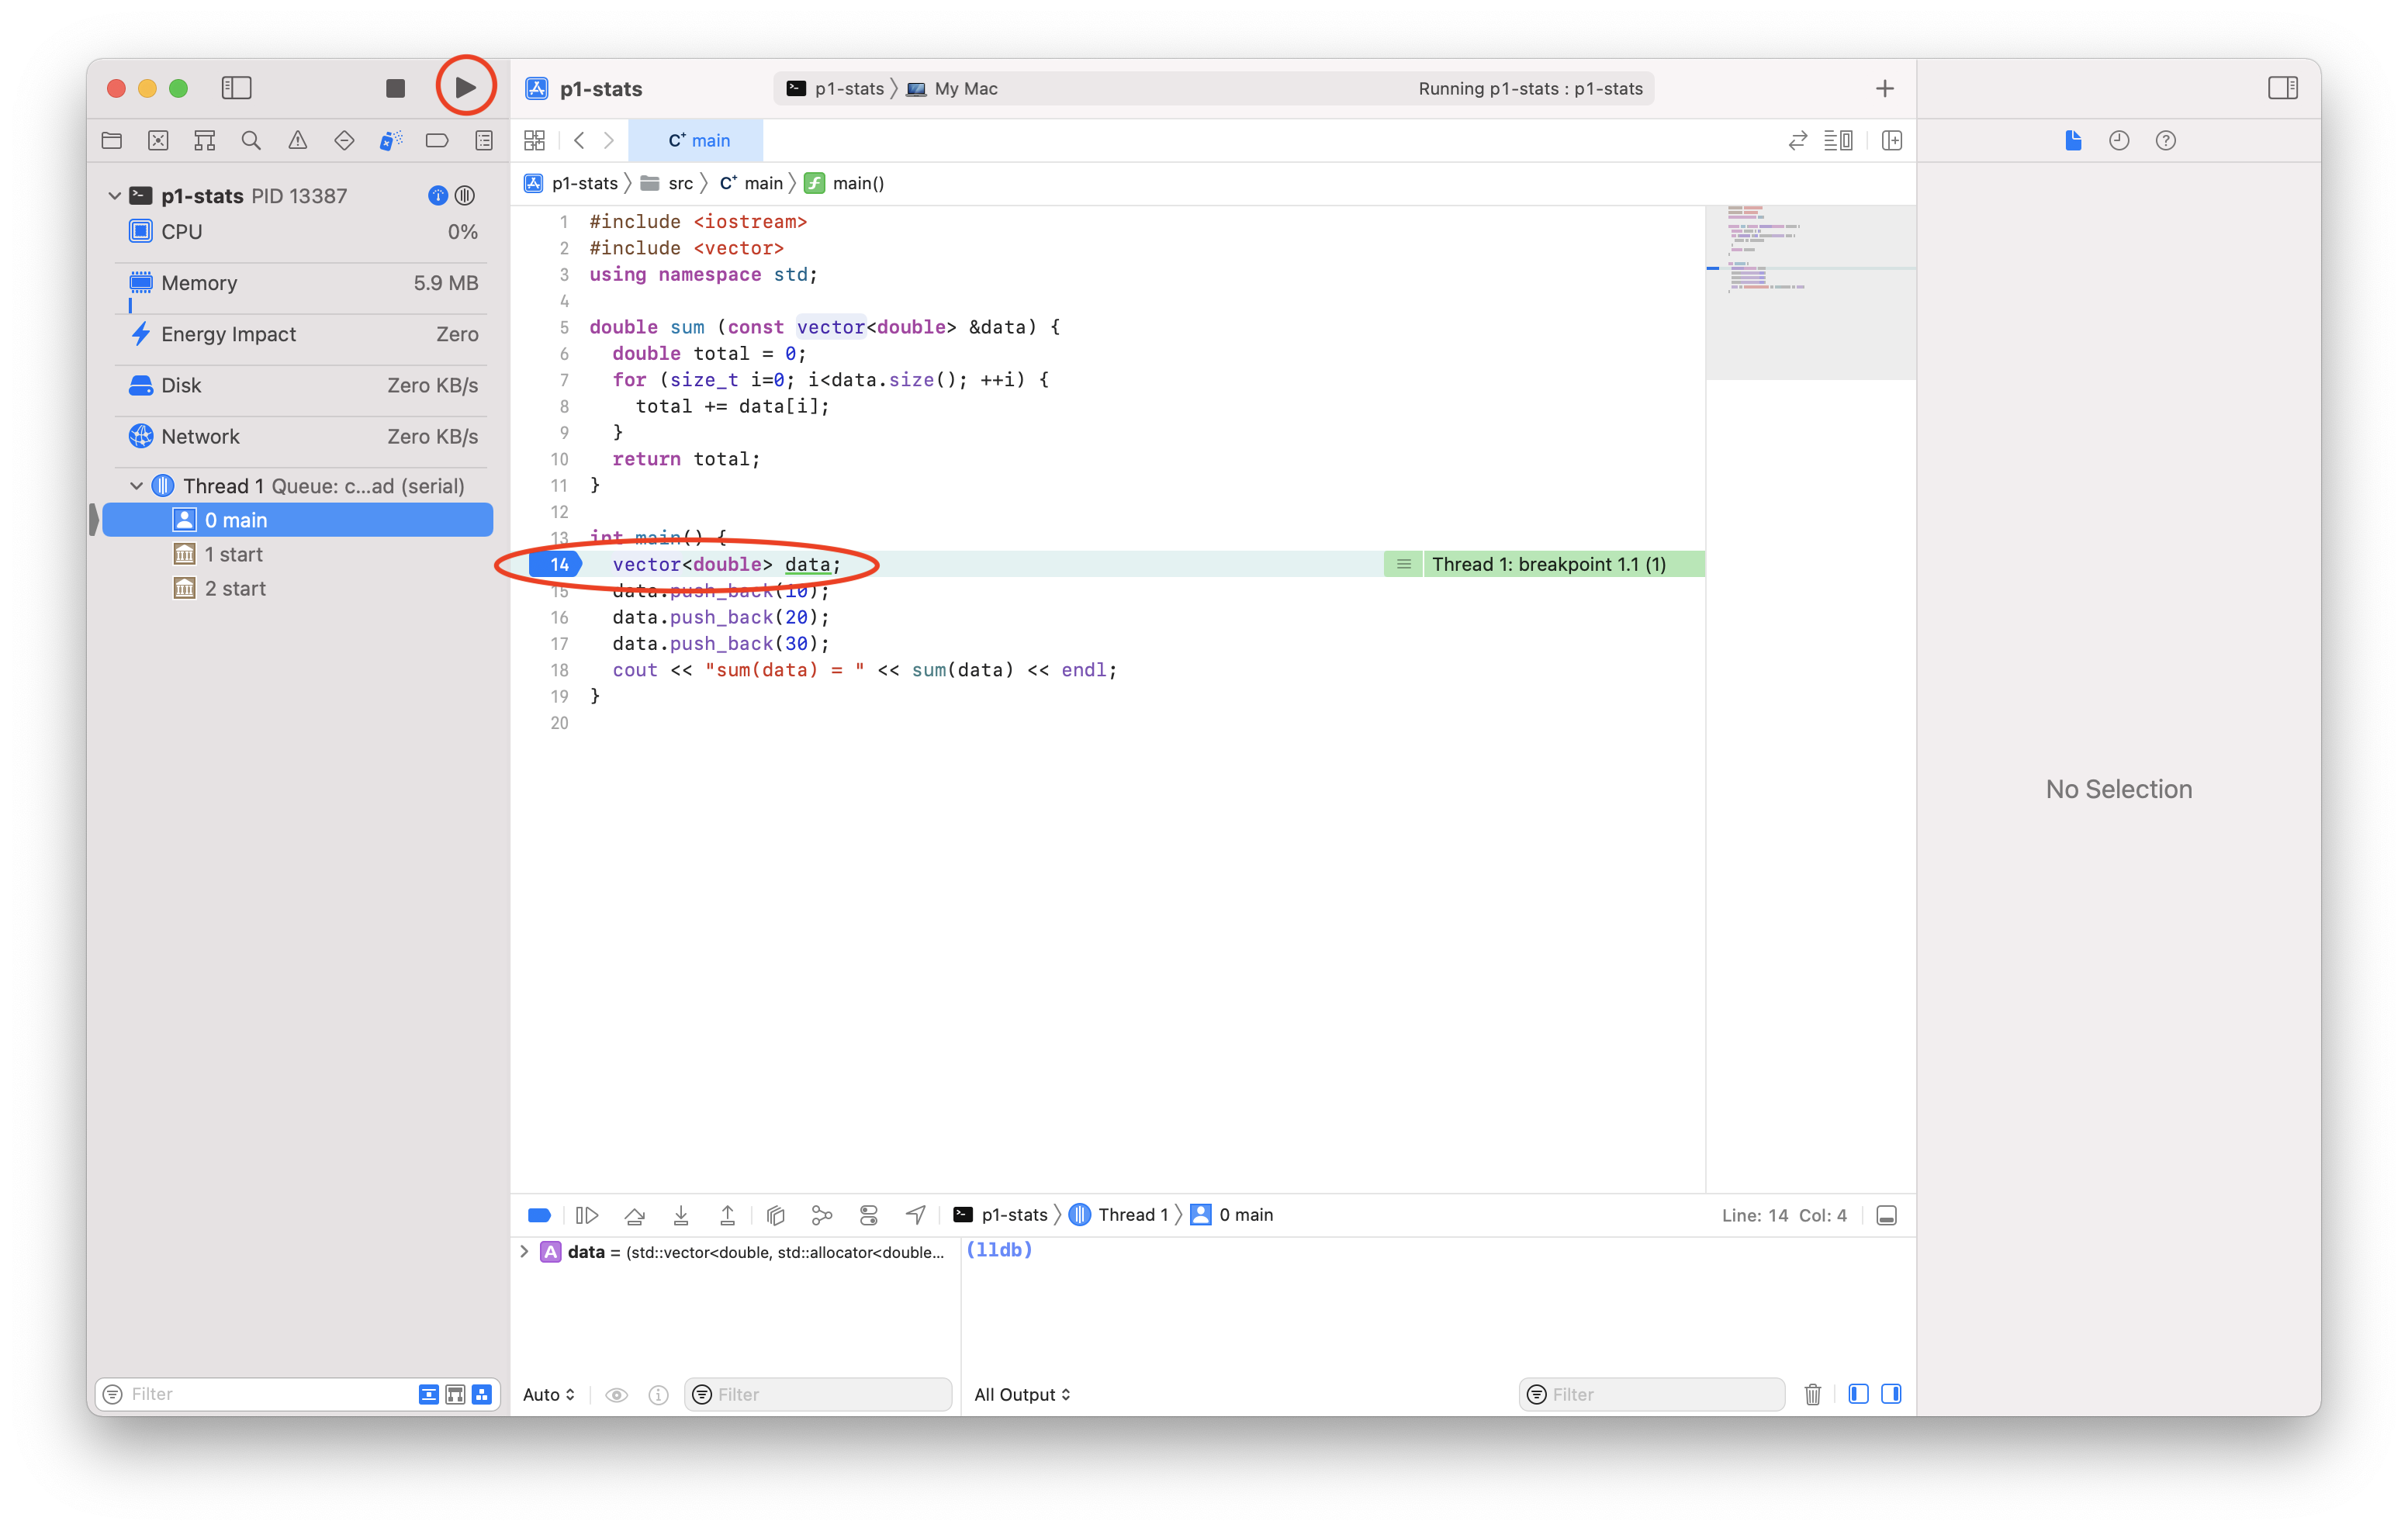 p1-stats
p1-stats
My Mac
Running p1-stats : p1-stats
C+ main
p1-stats PID 13387
CPU 0%
Memory 5.9 MB
Energy Impact Zero
Disk Zero KB/s
Network Zero KB/s
Thread 1 Queue: c...ad (serial)
0 main
1 start
2 start
Filter
p1-stats
src
C+ main
f main()
1 #include <iostream>
2 #include <vector>
3 using namespace std;
4
5 double sum (const vector<double> &data) {
6 double total = 0;
7 for (size_t i=0; i<data.size(); ++i) {
8 total += data[i];
9 }
10 return total;
11 }
12
13 int main() {
14 vector<double> data; Thread 1: breakpoint 1.1 (1)
15 data.push_back(10);
16 data.push_back(20);
17 data.push_back(30);
18 cout << "sum(data) = " << sum(data) << endl;
19 }
20
p1-stats
Thread 1
0 main
Line: 14 Col: 4
A data = (std::vector<double, std::allocator<double...
(lldb)
Auto
Filter
All Output
Filter
No Selection